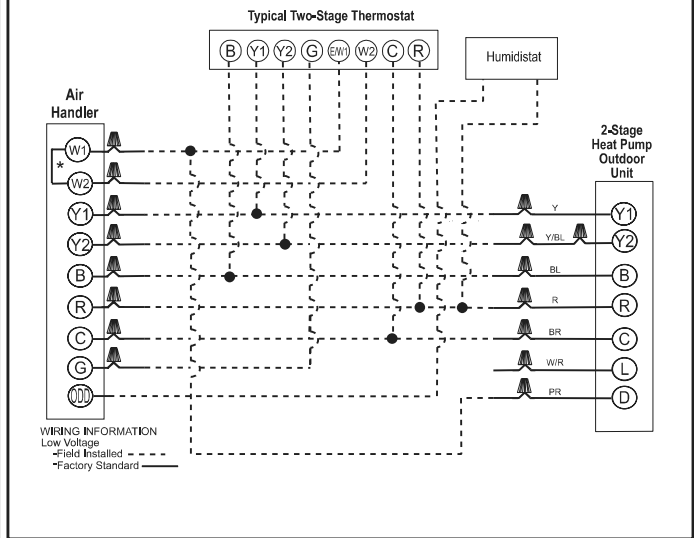 Typical Two-Stage Thermostat
B Y1 Y2 G E/W1 W2 C R
Humidistat
Air
Handler
W1
*
W2
Y1
Y2
B
R
C
G
ODD
2-Stage
Heat Pump
Outdoor
Unit
Y Y1
Y/BL Y2
BL B
R R
BR C
W/R L
PR D
WIRING INFORMATION
Low Voltage
-Field Installed
-Factory Standard